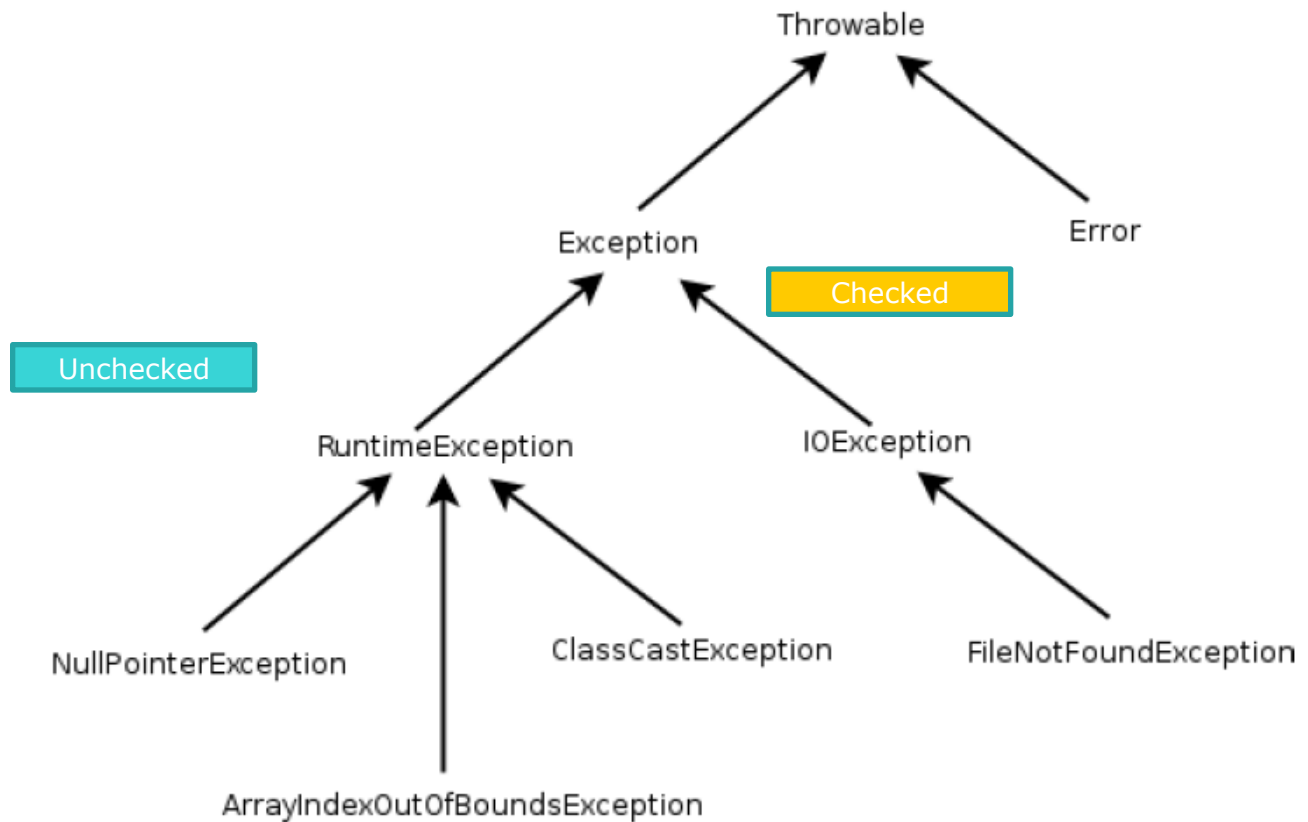 Throwable
Exception
Error
Checked
Unchecked
RuntimeException
IOException
NullPointerException
ClassCastException
FileNotFoundException
ArrayIndexOutOfBoundsException